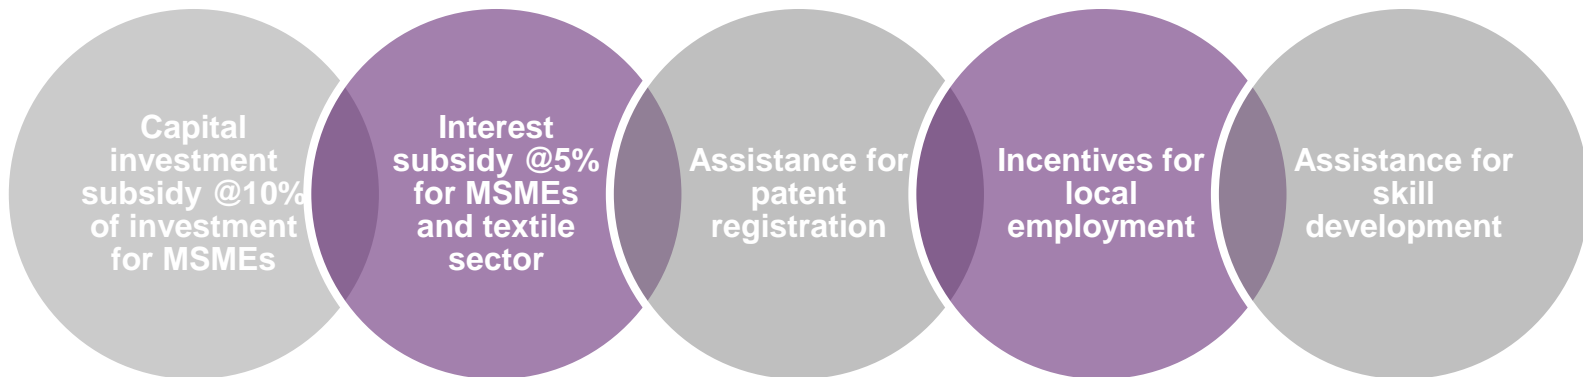 Capital
investment
subsidy @10%
of investment
for MSMEs
Interest
subsidy @5%
for MSMEs
and textile
sector
Assistance for
patent
registration
Incentives for
local
employment
Assistance for
skill
development